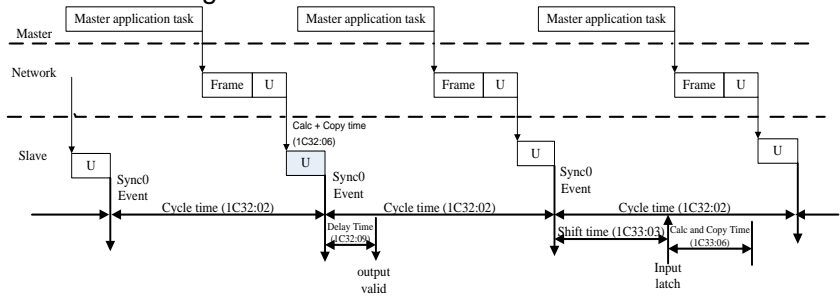 Master application task Master application task Master application task
Master
Network
Frame U Frame U Frame U
Calc + Copy time
(1C32:06)
Slave
U U U U
Sync0
Event
Sync0
Event
Sync0
Event
Cycle time (1C32:02) Cycle time (1C32:02) Cycle time (1C32:02)
Delay Time
(1C32:09)
Shift time (1C33:03)
Calc and Copy Time
(1C33:06)
output
valid
Input
latch